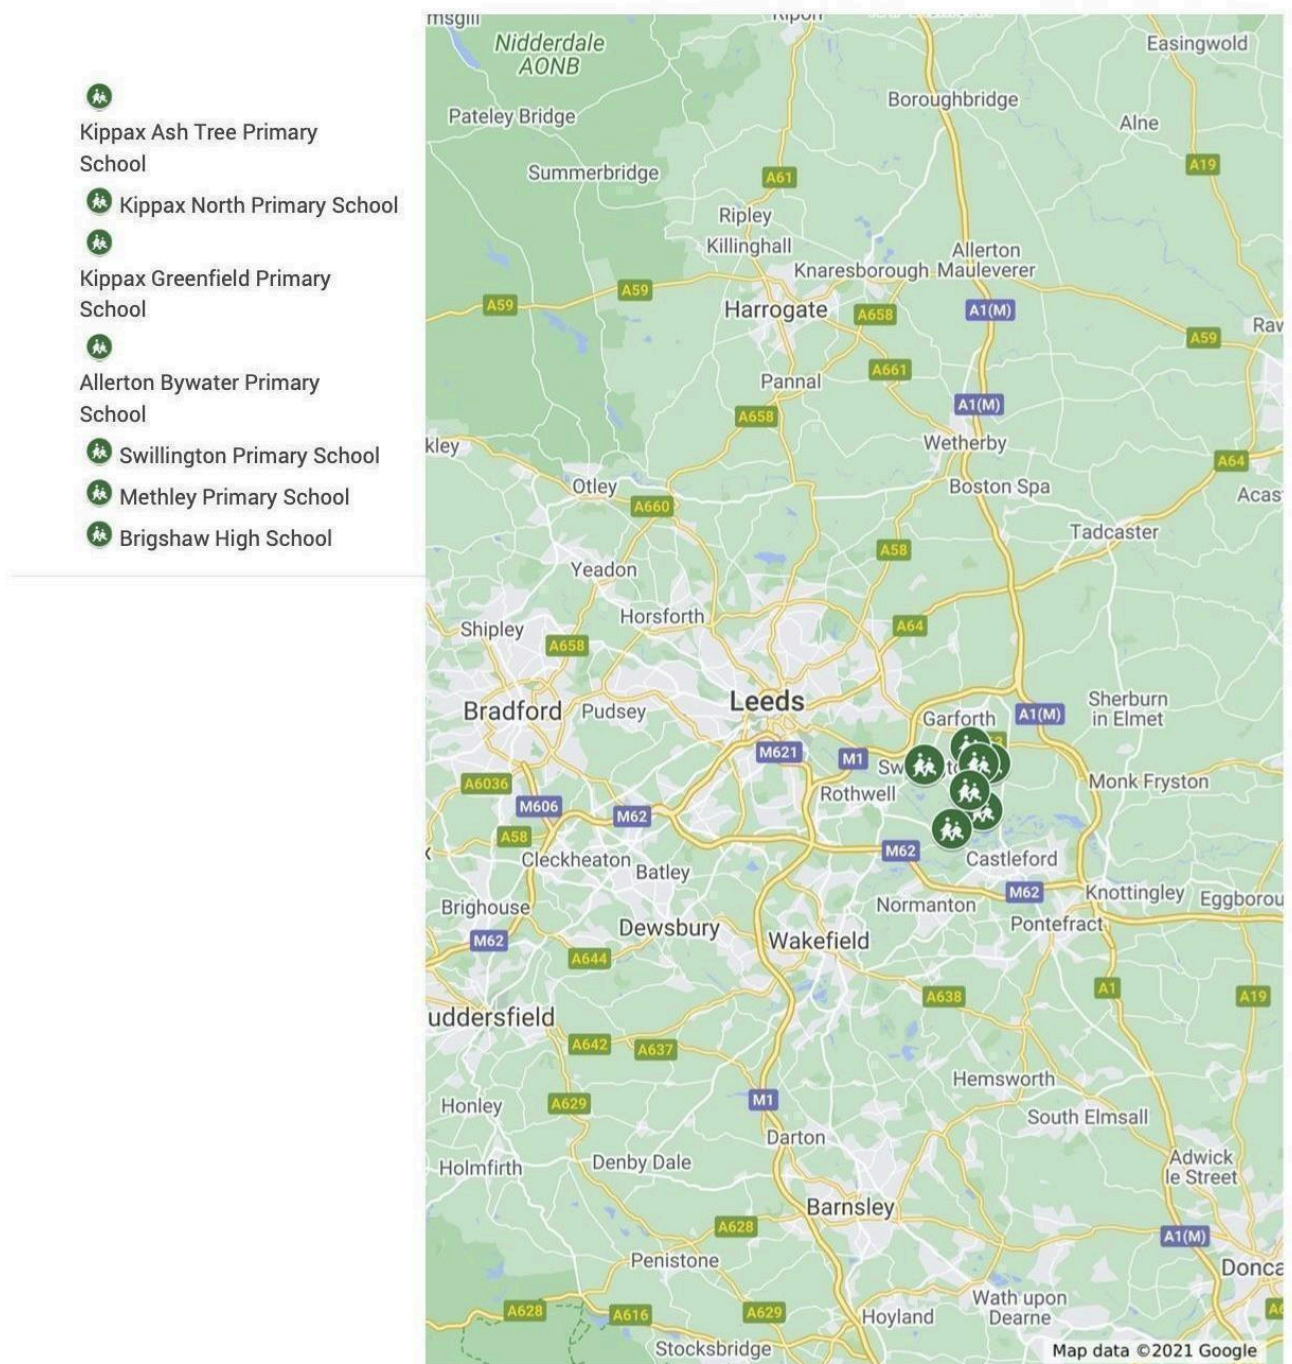 Kippax Ash Tree Primary
School
Kippax North Primary School
Kippax Greenfield Primary
School
Allerton Bywater Primary
School
Swillington Primary School
Methley Primary School
Brigshaw High School
Nidderdale
AONB
Easingwold
Boroughbridge
Pateley Bridge
Alne
A19
Summerbridge
A61
Ripley
Killinghall
Allerton
Mauleverer
Knaresborough
A59
A59
Harrogate
A658
A1(M)
A59
A661
Pannal
A1(M)
A658
Wetherby
kley
A64
Otley
Boston Spa
A660
Tadcaster
A58
Yeadon
Horsforth
A64
Shipley
A658
Leeds
Sherburn
in Elmet
Bradford
Pudsey
Garforth
A1(M)
M621
M1
Rothwell
Monk Fryston
A6036
M606
M62
A58
Cleckheaton
Batley
M62
Castleford
M62
Knottingley
Eggborou
Brighouse
Normanton
Pontefract
Dewsbury
Wakefield
M62
A644
A638
A1
A19
uddersfield
A642
A637
Hemsworth
Honley
A629
M1
South Elmsall
Darton
Holmfirth
Denby Dale
Adwick
le Street
Barnsley
A628
A1(M)
Penistone
Donca
A628
A616
A629
Hoyland
Wath upon
Dearne
Stocksbridge
Map data ©2021 Google